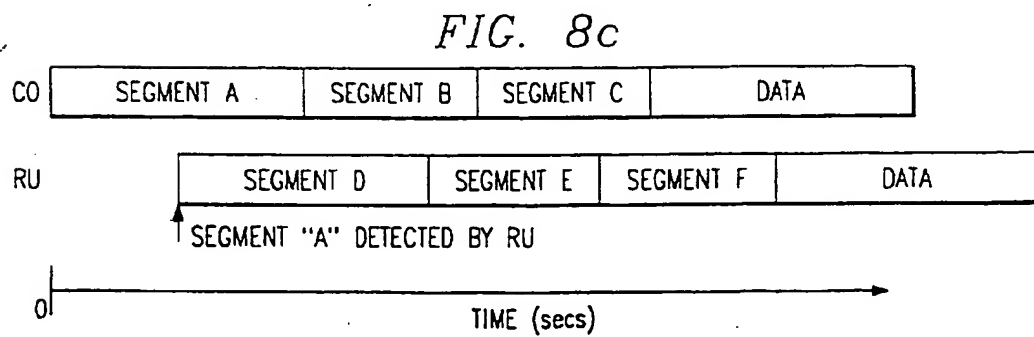 FIG. 8c
CO SEGMENT A SEGMENT B SEGMENT C DATA
RU SEGMENT D SEGMENT E SEGMENT F DATA
SEGMENT "A" DETECTED BY RU
0
TIME (secs)